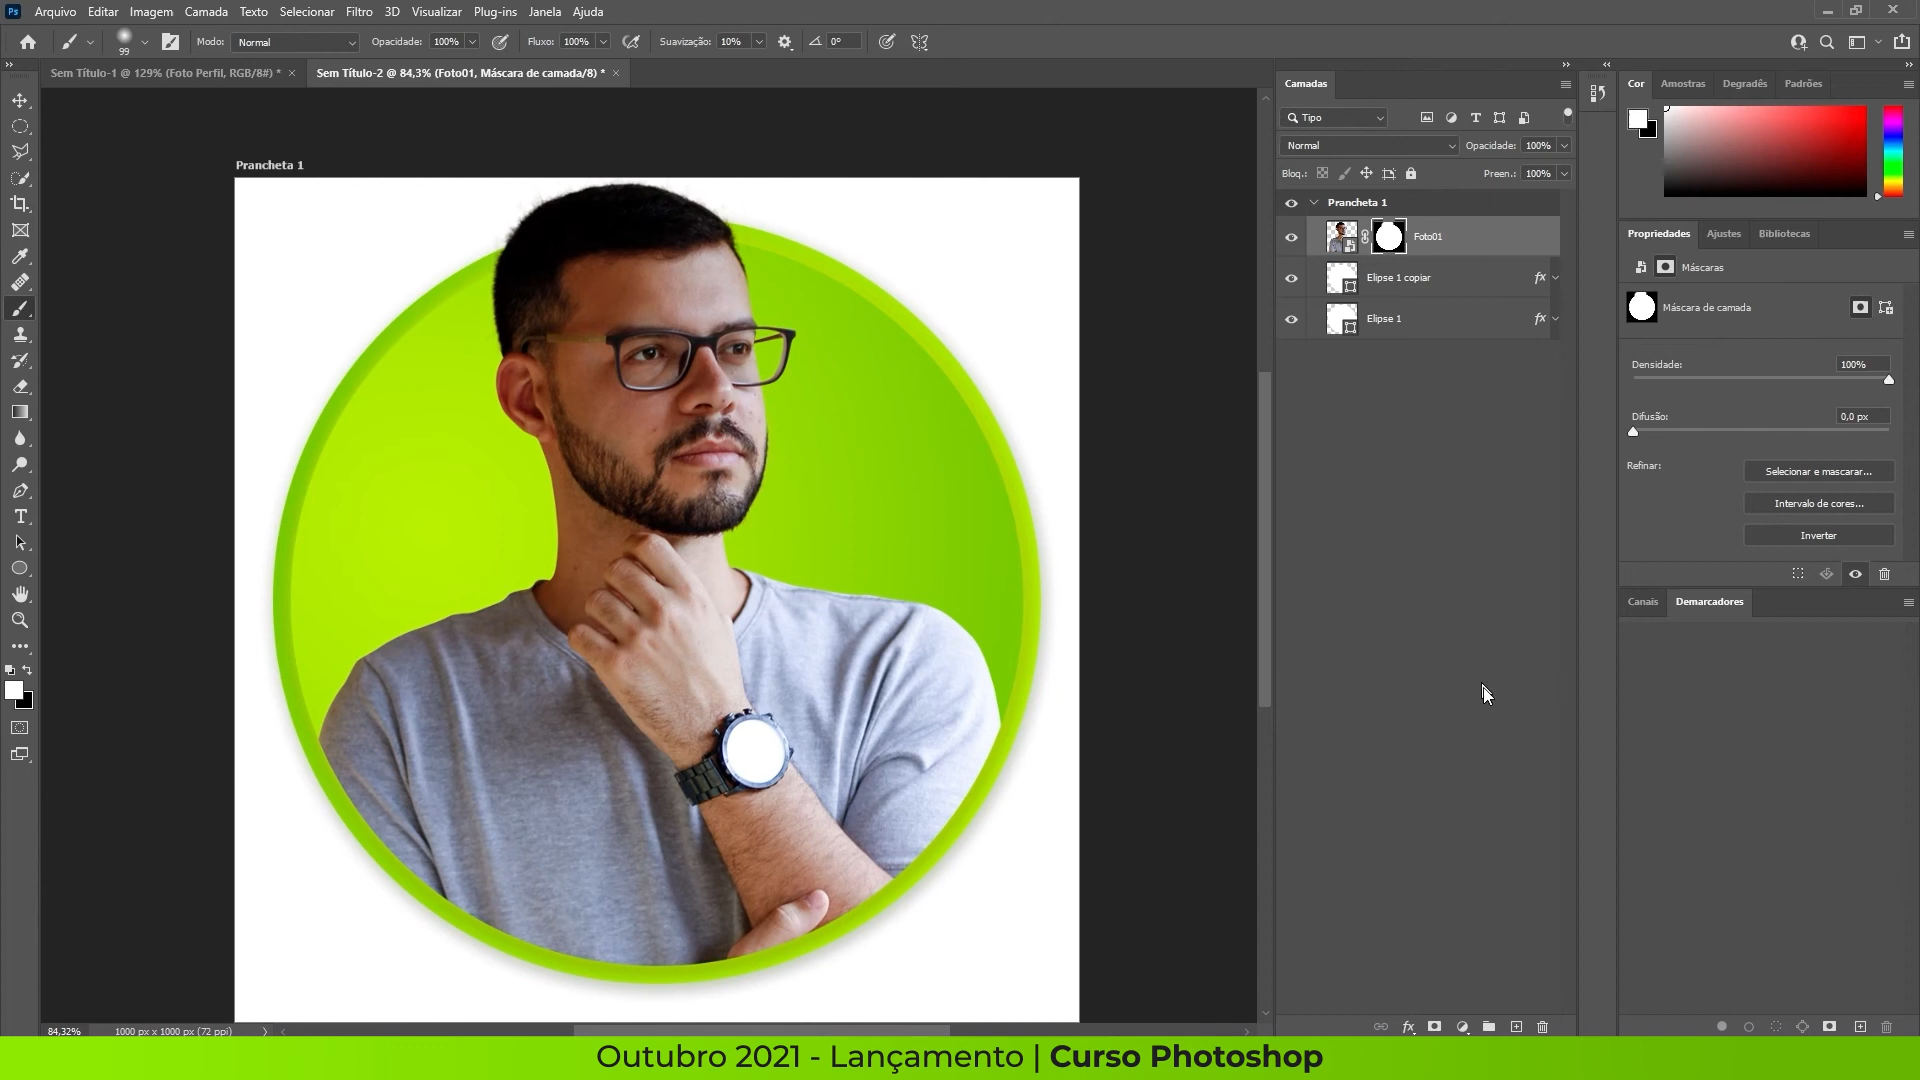 Ps Arquivo Editar Imagem Camada Texto Selecionar Filtro 3D Visualizar Plug-ins Janela Ajuda
99 Modo: Normal Opacidade: 100% Fluxo: 100% Suavização: 10% 0°
Sem Título-1 @ 129% (Foto Perfil, RGB/8#) * × Sem Título-2 @ 84,3% (Foto01, Máscara de camada/8) * ×
Prancheta 1
84,32% 1000 px x 1000 px (72 ppi)
Camadas
Tipo
Normal Opacidade: 100%
Bloq.: Preen.: 100%
Prancheta 1
Foto01
Elipse 1 copiar fx
Elipse 1 fx
fx
Cor Amostras Degradês Padrões
Propriedades Ajustes Bibliotecas
Máscaras
Máscara de camada
Densidade: 100%
Difusão: 0,0 px
Refinar: Selecionar e mascarar...
Intervalo de cores...
Inverter
Canais Demarcadores
Outubro 2021 - Lançamento | Curso Photoshop